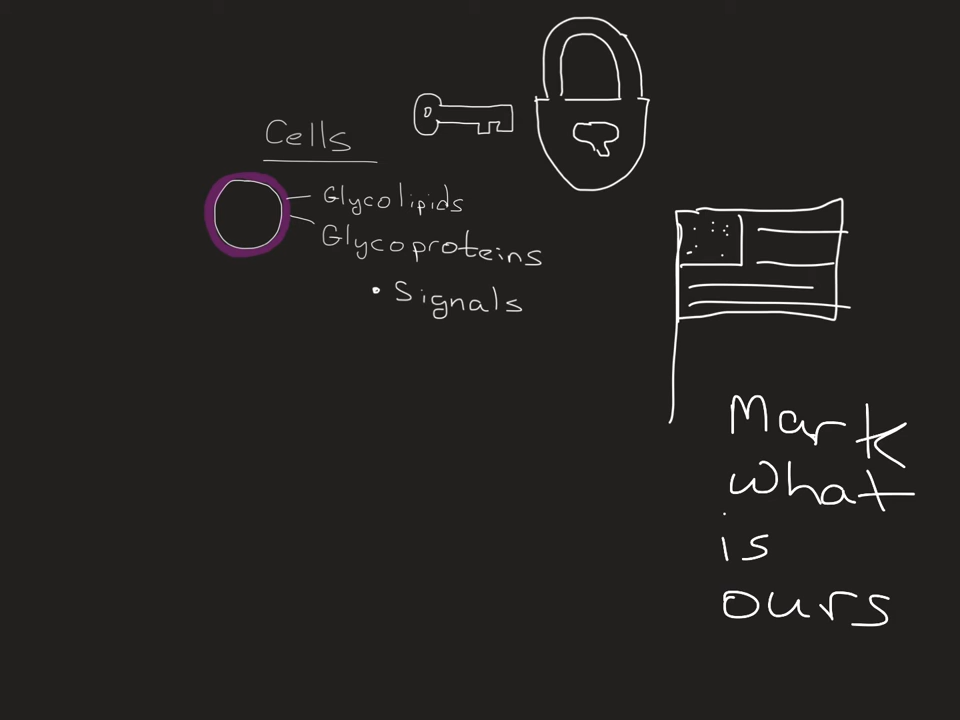 Cells
Glycolipids
Glycoproteins
• Signals
Mark
what
is
ours